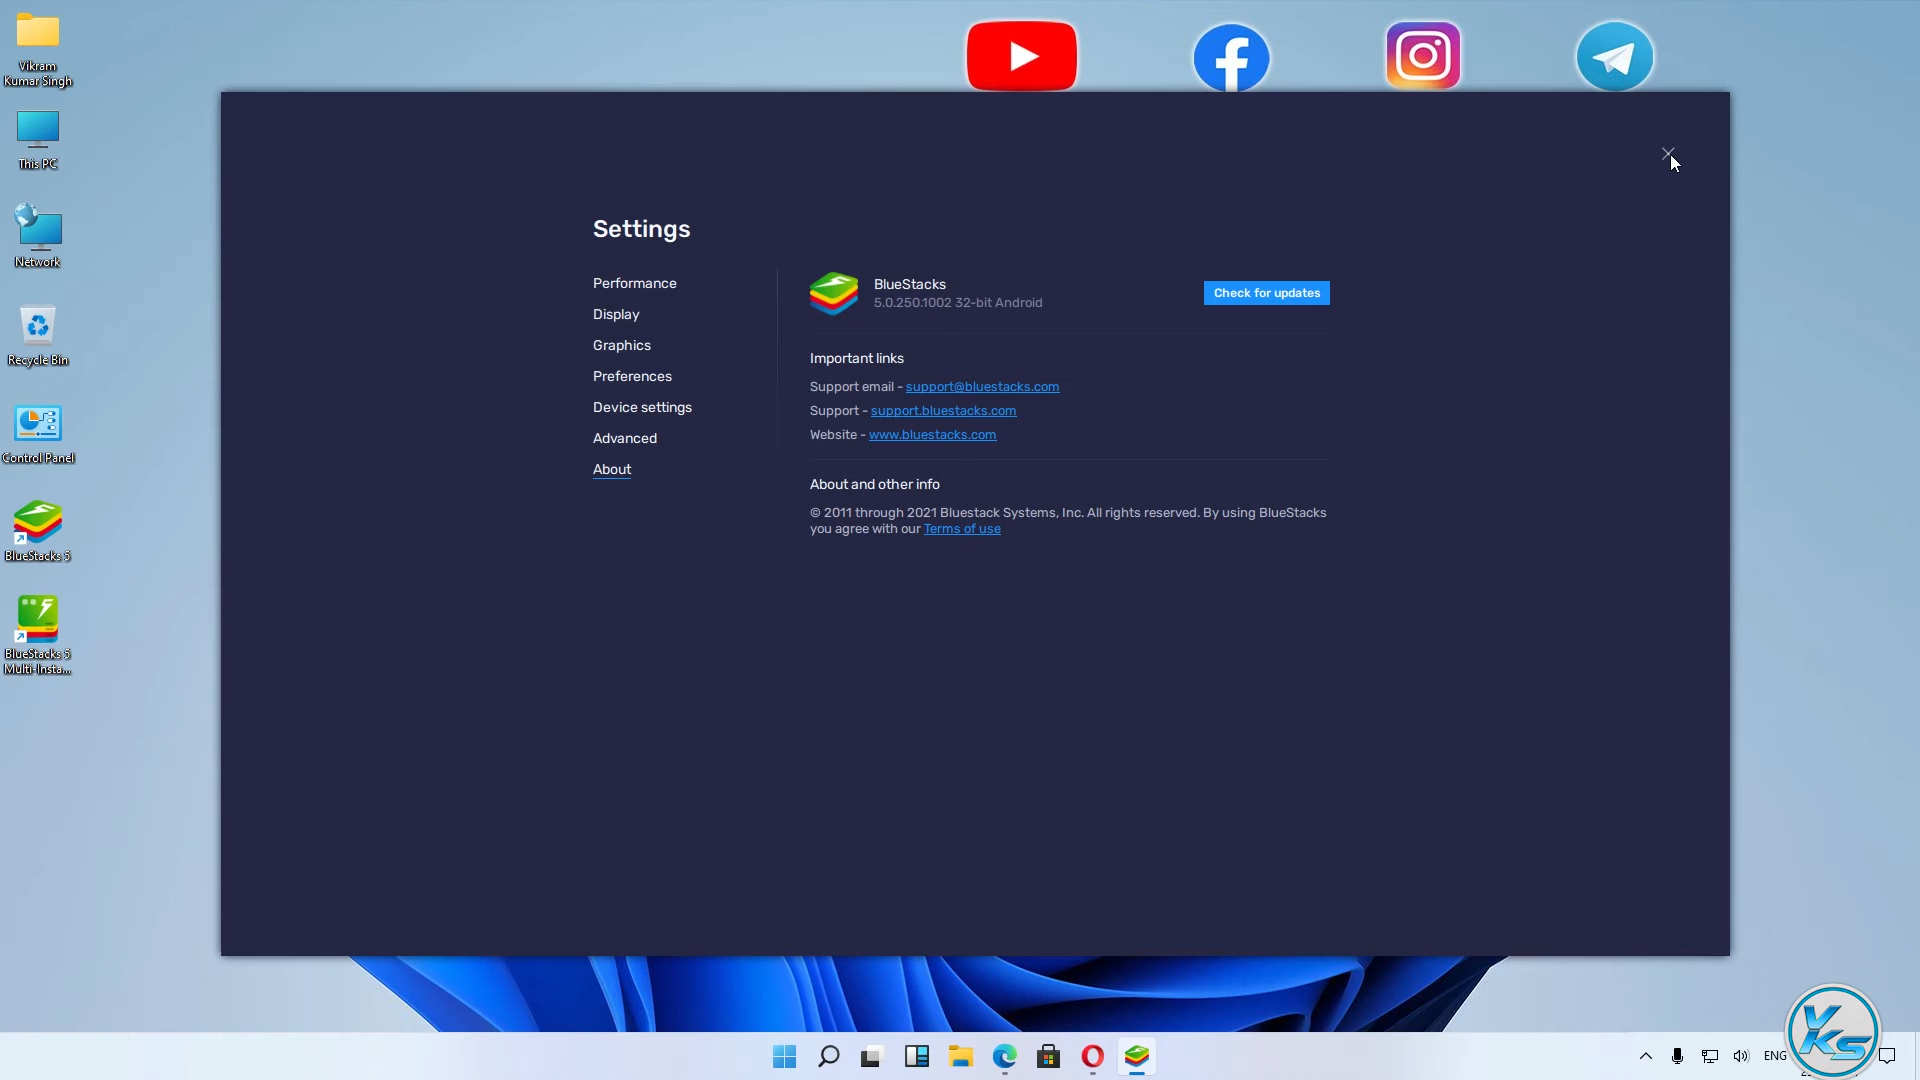 Vikram
Kumar Singh
This PC
Network
Recycle Bin
Control Panel
BlueStacks 5
BlueStacks 5
Multi-Insta...
Settings
Performance
Display
Graphics
Preferences
Device settings
Advanced
About
BlueStacks
5.0.250.1002 32-bit Android
Check for updates
Important links
Support email - support@bluestacks.com
Support - support.bluestacks.com
Website - www.bluestacks.com
About and other info
© 2011 through 2021 Bluestack Systems, Inc. All rights reserved. By using BlueStacks
you agree with our Terms of use
ENG
YKS